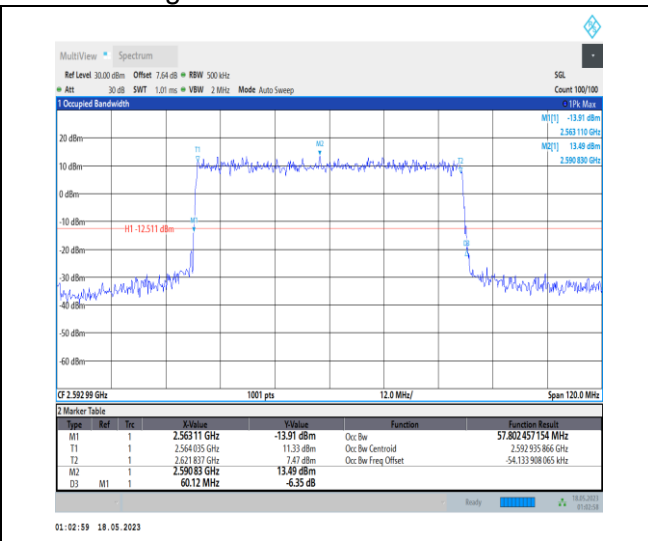 MultiView Spectrum
Ref Level 30.00 dBm Offset 7.64 dB RBW 500 kHz SGL
Att 30 dB SWT 1.01 ms VBW 2 MHz Mode Auto Sweep Count 100/100
1 Occupied Bandwidth 1Pk Max
M1[1] -13.91 dBm
2.563 110 GHz
M2[1] 13.49 dBm
2.590 830 GHz
20 dBm
T1
M2
T2
10 dBm
0 dBm
-10 dBm
M1
H1 -12.511 dBm
-20 dBm
D3
-30 dBm
-40 dBm
-50 dBm
-60 dBm
CF 2.592 99 GHz 1001 pts 12.0 MHz/ Span 120.0 MHz
2 Marker Table
Type Ref Trc X-Value Y-Value Function Function Result
M1 1 2.563 11 GHz -13.91 dBm Occ Bw 57.802 457 154 MHz
T1 1 2.564 035 GHz 11.33 dBm Occ Bw Centroid 2.592 935 866 GHz
T2 1 2.621 837 GHz 7.47 dBm Occ Bw Freq Offset -54.133 908 065 kHz
M2 1 2.590 83 GHz 13.49 dBm
D3 M1 1 60.12 MHz -6.35 dB
Ready 18.05.2023
01:02:58
01:02:59 18.05.2023